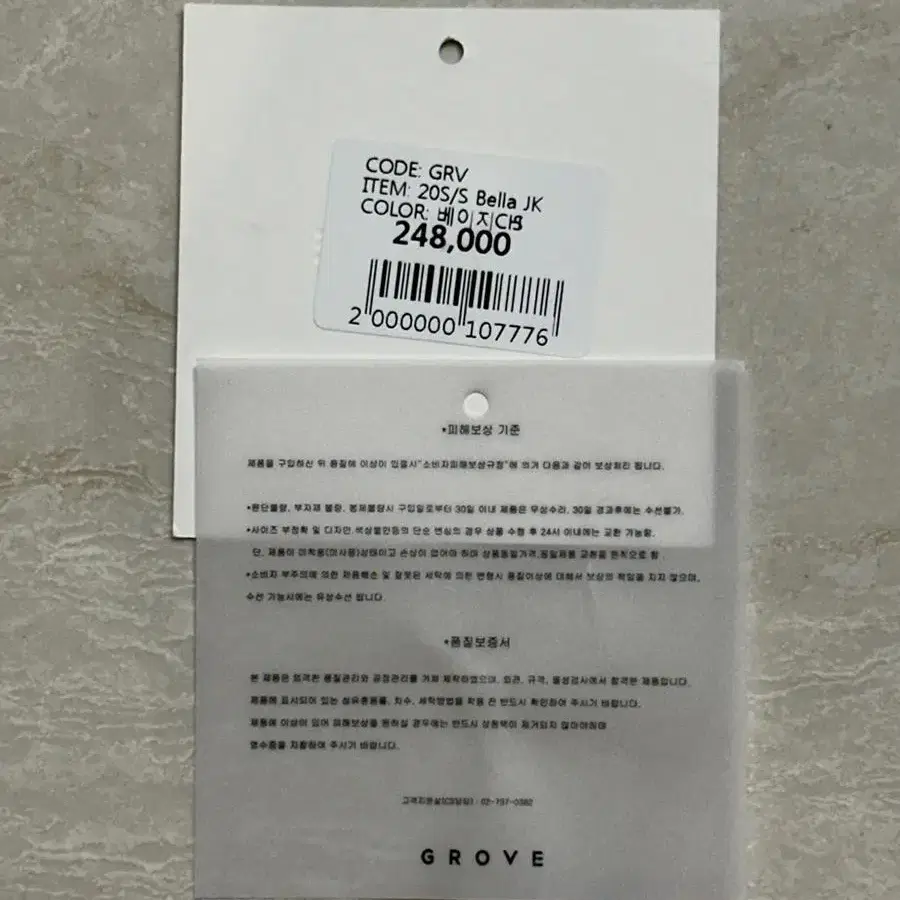 CODE: GRV
ITEM: 20S/S Bella JK
COLOR: 베이지
248,000
2 000000 107776
*피해보상 기준
제품을 구입하신 뒤 품질에 이상이 있을시"소비자피해보상규정"에 의거 다음과 같이 보상처리 됩니다.
*원단불량, 부자재 불량, 봉제불량시 구입일로부터 30일 이내 제품은 무상수리, 30일 경과후에는 수선불가.
*사이즈 부정확 및 디자인,색상불만등의 단순 변심의 경우 상품 수령 후 24시 이내에는 교환 가능함.
단, 제품이 미착용(미사용)상태이고 손상이 없어야 하며 상품동일가격,동일제품 교환을 원칙으로 함.
*소비자 부주의에 의한 제품훼손 및 잘못된 세탁에 의한 변형시 품질이상에 대해서 보상의 책임을 지지 않으며,
수선 가능시에는 유상수선 됩니다.
*품질보증서
본 제품은 엄격한 품질관리와 공정관리를 거쳐 제작하였으며, 외관, 규격, 물성검사에서 합격한 제품입니다.
제품에 표시되어 있는 섬유혼용률, 치수, 세탁방법을 착용 전 반드시 확인하여 주시기 바랍니다.
제품에 이상이 있어 피해보상을 원하실 경우에는 반드시 상품택이 제거되지 않아야하며
영수증을 지참하여 주시기 바랍니다.
고객지원실(CS담당) : 02-797-0382
GROVE